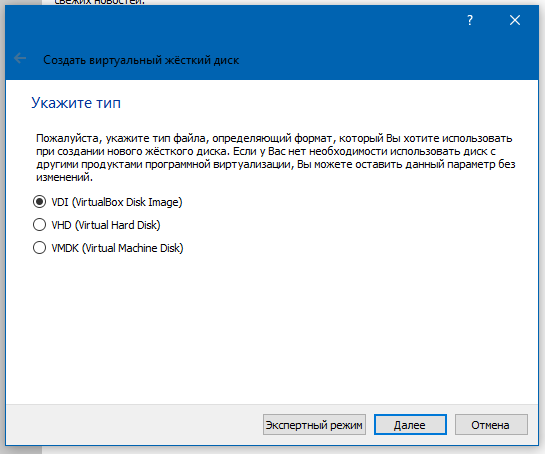 свежих новостей.
?
Создать виртуальный жёсткий диск
Укажите тип
Пожалуйста, укажите тип файла, определяющий формат, который Вы хотите использовать
при создании нового жёсткого диска. Если у Вас нет необходимости использовать диск с
другими продуктами программной виртуализации, Вы можете оставить данный параметр без
изменений.
VDI (VirtualBox Disk Image)
VHD (Virtual Hard Disk)
VMDK (Virtual Machine Disk)
Экспертный режим
Далее
Отмена